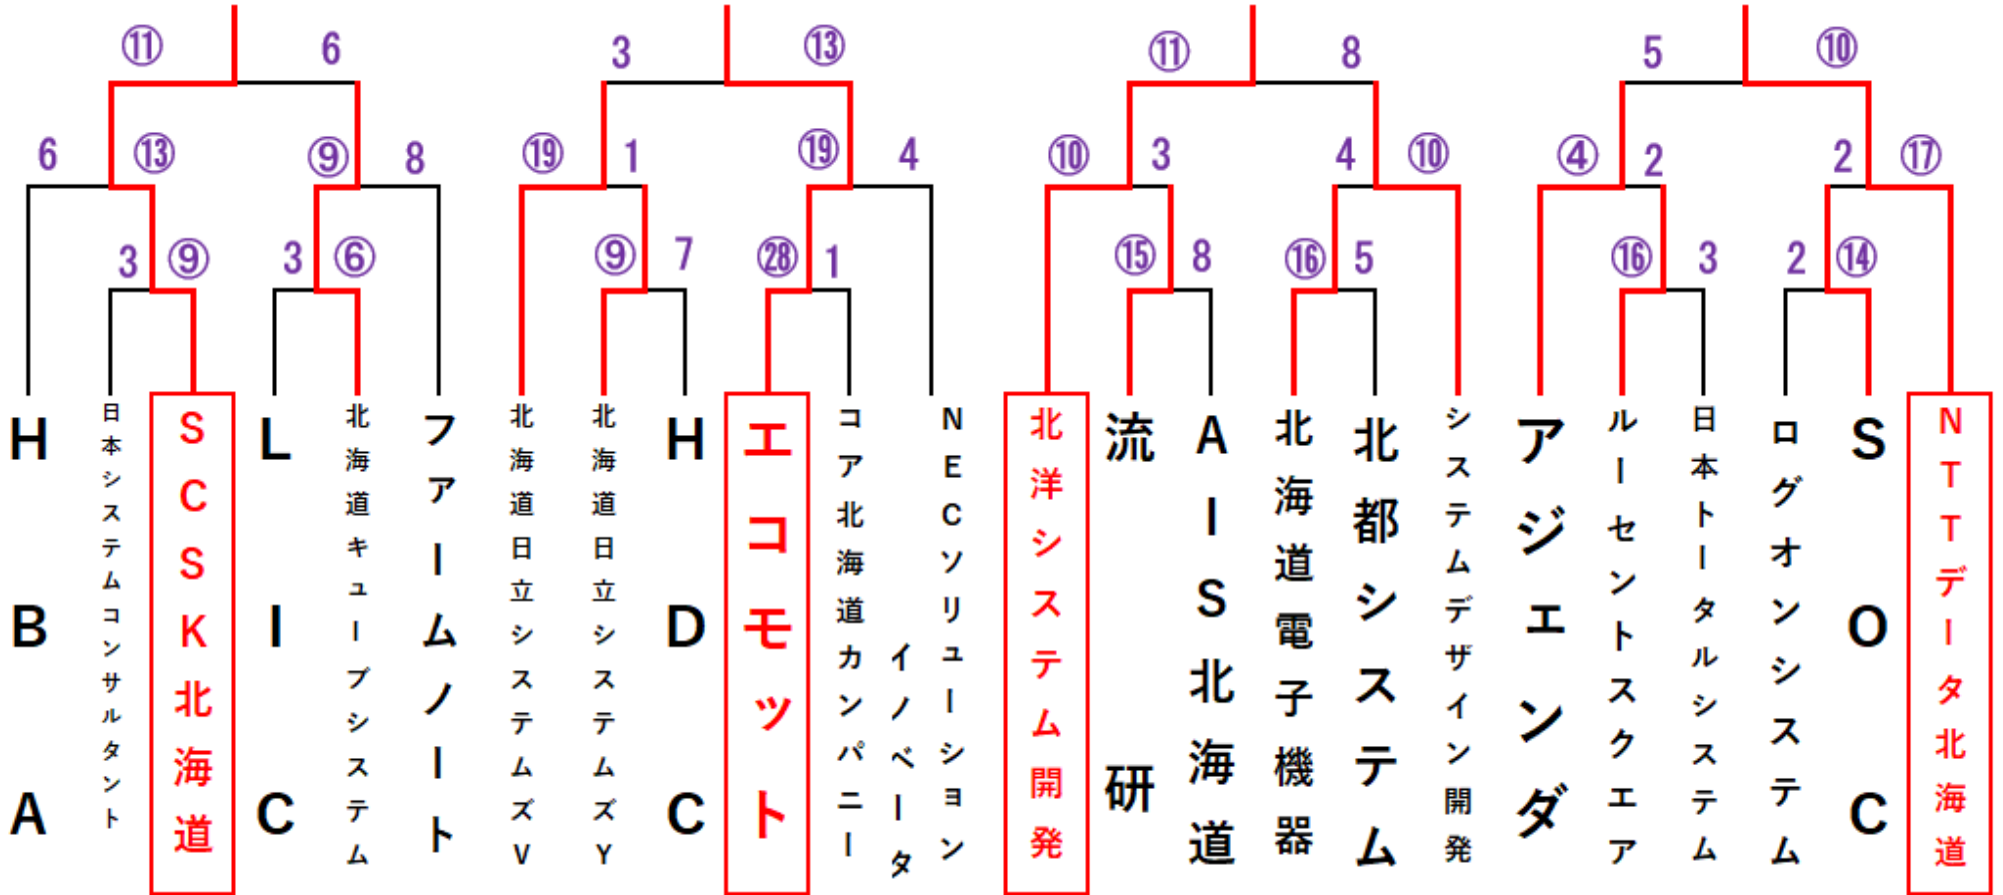 ⑪ 6 3 ⑬ ⑪ 8 5 ⑩
6 ⑬ ⑨ 8 ⑲ 1 ⑲ 4 ⑩ 3 4 ⑩ ④ 2 2 ⑰
3 ⑨ 3 ⑥ ⑨ 7 ㉘ 1 ⑮ 8 ⑯ 5 ⑯ 3 2 ⑭
HBA
日本システムコンサルタント
SCSK北海道
LIC
北海道キューブシステム
ファームノート
北海道日立システムズV
北海道日立システムズY
HDC
エコモット
コア北海道カンパニー
NECソリューション
イノベータ
北洋システム開発
流研
AIS北海道
北海道電子機器
北都システム
システムデザイン開発
アジェンダ
ルーセントスクエア
日本トータルシステム
ログオンシステム
SOC
NTTデータ北海道